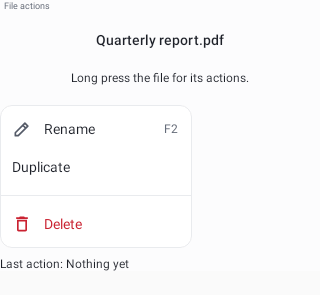 File actions
Quarterly report.pdf
Long press the file for its actions.
Rename F2
Duplicate
Delete
Last action: Nothing yet